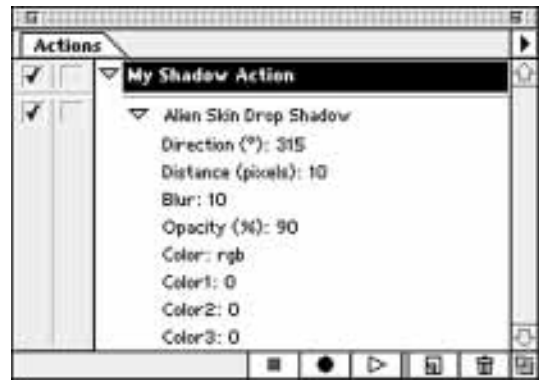 Actions
My Shadow Action
Alien Skin Drop Shadow
Direction (°): 315
Distance (pixels): 10
Blur: 10
Opacity (%): 90
Color: rgb
Color1: 0
Color2: 0
Color3: 0